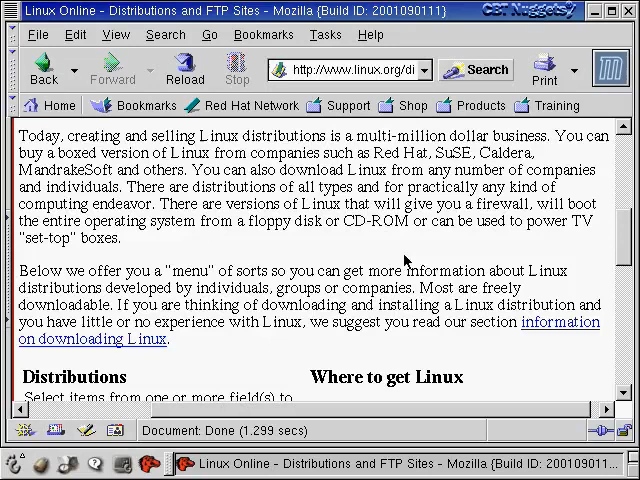 Linux Online - Distributions and FTP Sites - Mozilla {Build ID: 2001090111}
CBT Nuggets
File Edit View Search Go Bookmarks Tasks Help
http://www.linux.org/di Search
Back Forward Reload Stop Print
Home Bookmarks Red Hat Network Support Shop Products Training
Today, creating and selling Linux distributions is a multi-million dollar business. You can
buy a boxed version of Linux from companies such as Red Hat, SuSE, Caldera,
MandrakeSoft and others. You can also download Linux from any number of companies
and individuals. There are distributions of all types and for practically any kind of
computing endeavor. There are versions of Linux that will give you a firewall, will boot
the entire operating system from a floppy disk or CD-ROM or can be used to power TV
"set-top" boxes.
Below we offer you a "menu" of sorts so you can get more information about Linux
distributions developed by individuals, groups or companies. Most are freely
downloadable. If you are thinking of downloading and installing a Linux distribution and
you have little or no experience with Linux, we suggest you read our section information
on downloading Linux.
Distributions Where to get Linux
Select items from one or more field(s) to
Document: Done (1.299 secs)
Linux Online - Distributions and FTP Sites - Mozilla {Build ID: 200109011...